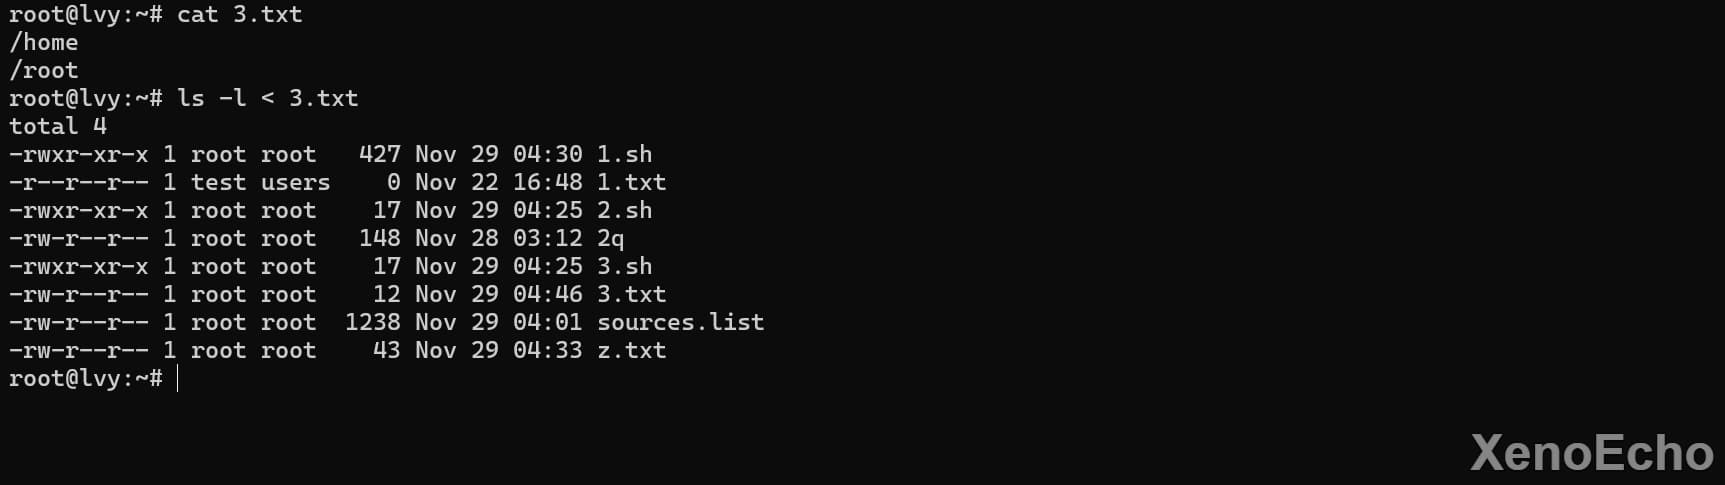 root@lvy:~# cat 3.txt
/home
/root
root@lvy:~# ls -l < 3.txt
total 4
-rwxr-xr-x 1 root root   427 Nov 29 04:30 1.sh
-r--r--r-- 1 test users    0 Nov 22 16:48 1.txt
-rwxr-xr-x 1 root root    17 Nov 29 04:25 2.sh
-rw-r--r-- 1 root root   148 Nov 28 03:12 2q
-rwxr-xr-x 1 root root    17 Nov 29 04:25 3.sh
-rw-r--r-- 1 root root    12 Nov 29 04:46 3.txt
-rw-r--r-- 1 root root  1238 Nov 29 04:01 sources.list
-rw-r--r-- 1 root root    43 Nov 29 04:33 z.txt
root@lvy:~#
XenoEcho